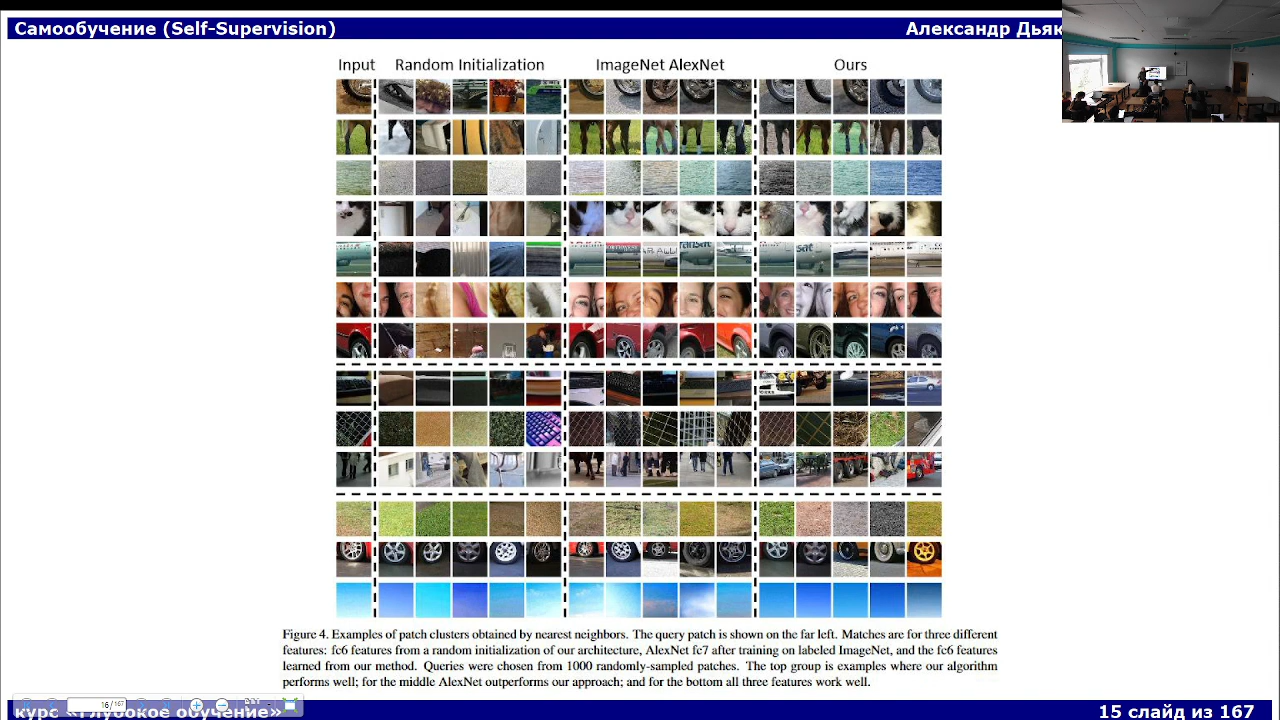 Самообучение (Self-Supervision)
Александр Дьяк
Input Random Initialization ImageNet AlexNet Ours
Figure 4. Examples of patch clusters obtained by nearest neighbors. The query patch is shown on the far left. Matches are for three different
features: fc6 features from a random initialization of our architecture, AlexNet fc7 after training on labeled ImageNet, and the fc6 features
learned from our method. Queries were chosen from 1000 randomly-sampled patches. The top group is examples where our algorithm
performs well; for the middle AlexNet outperforms our approach; and for the bottom all three features work well.
16/167
курс «Глубокое обучение»
15 слайд из 167